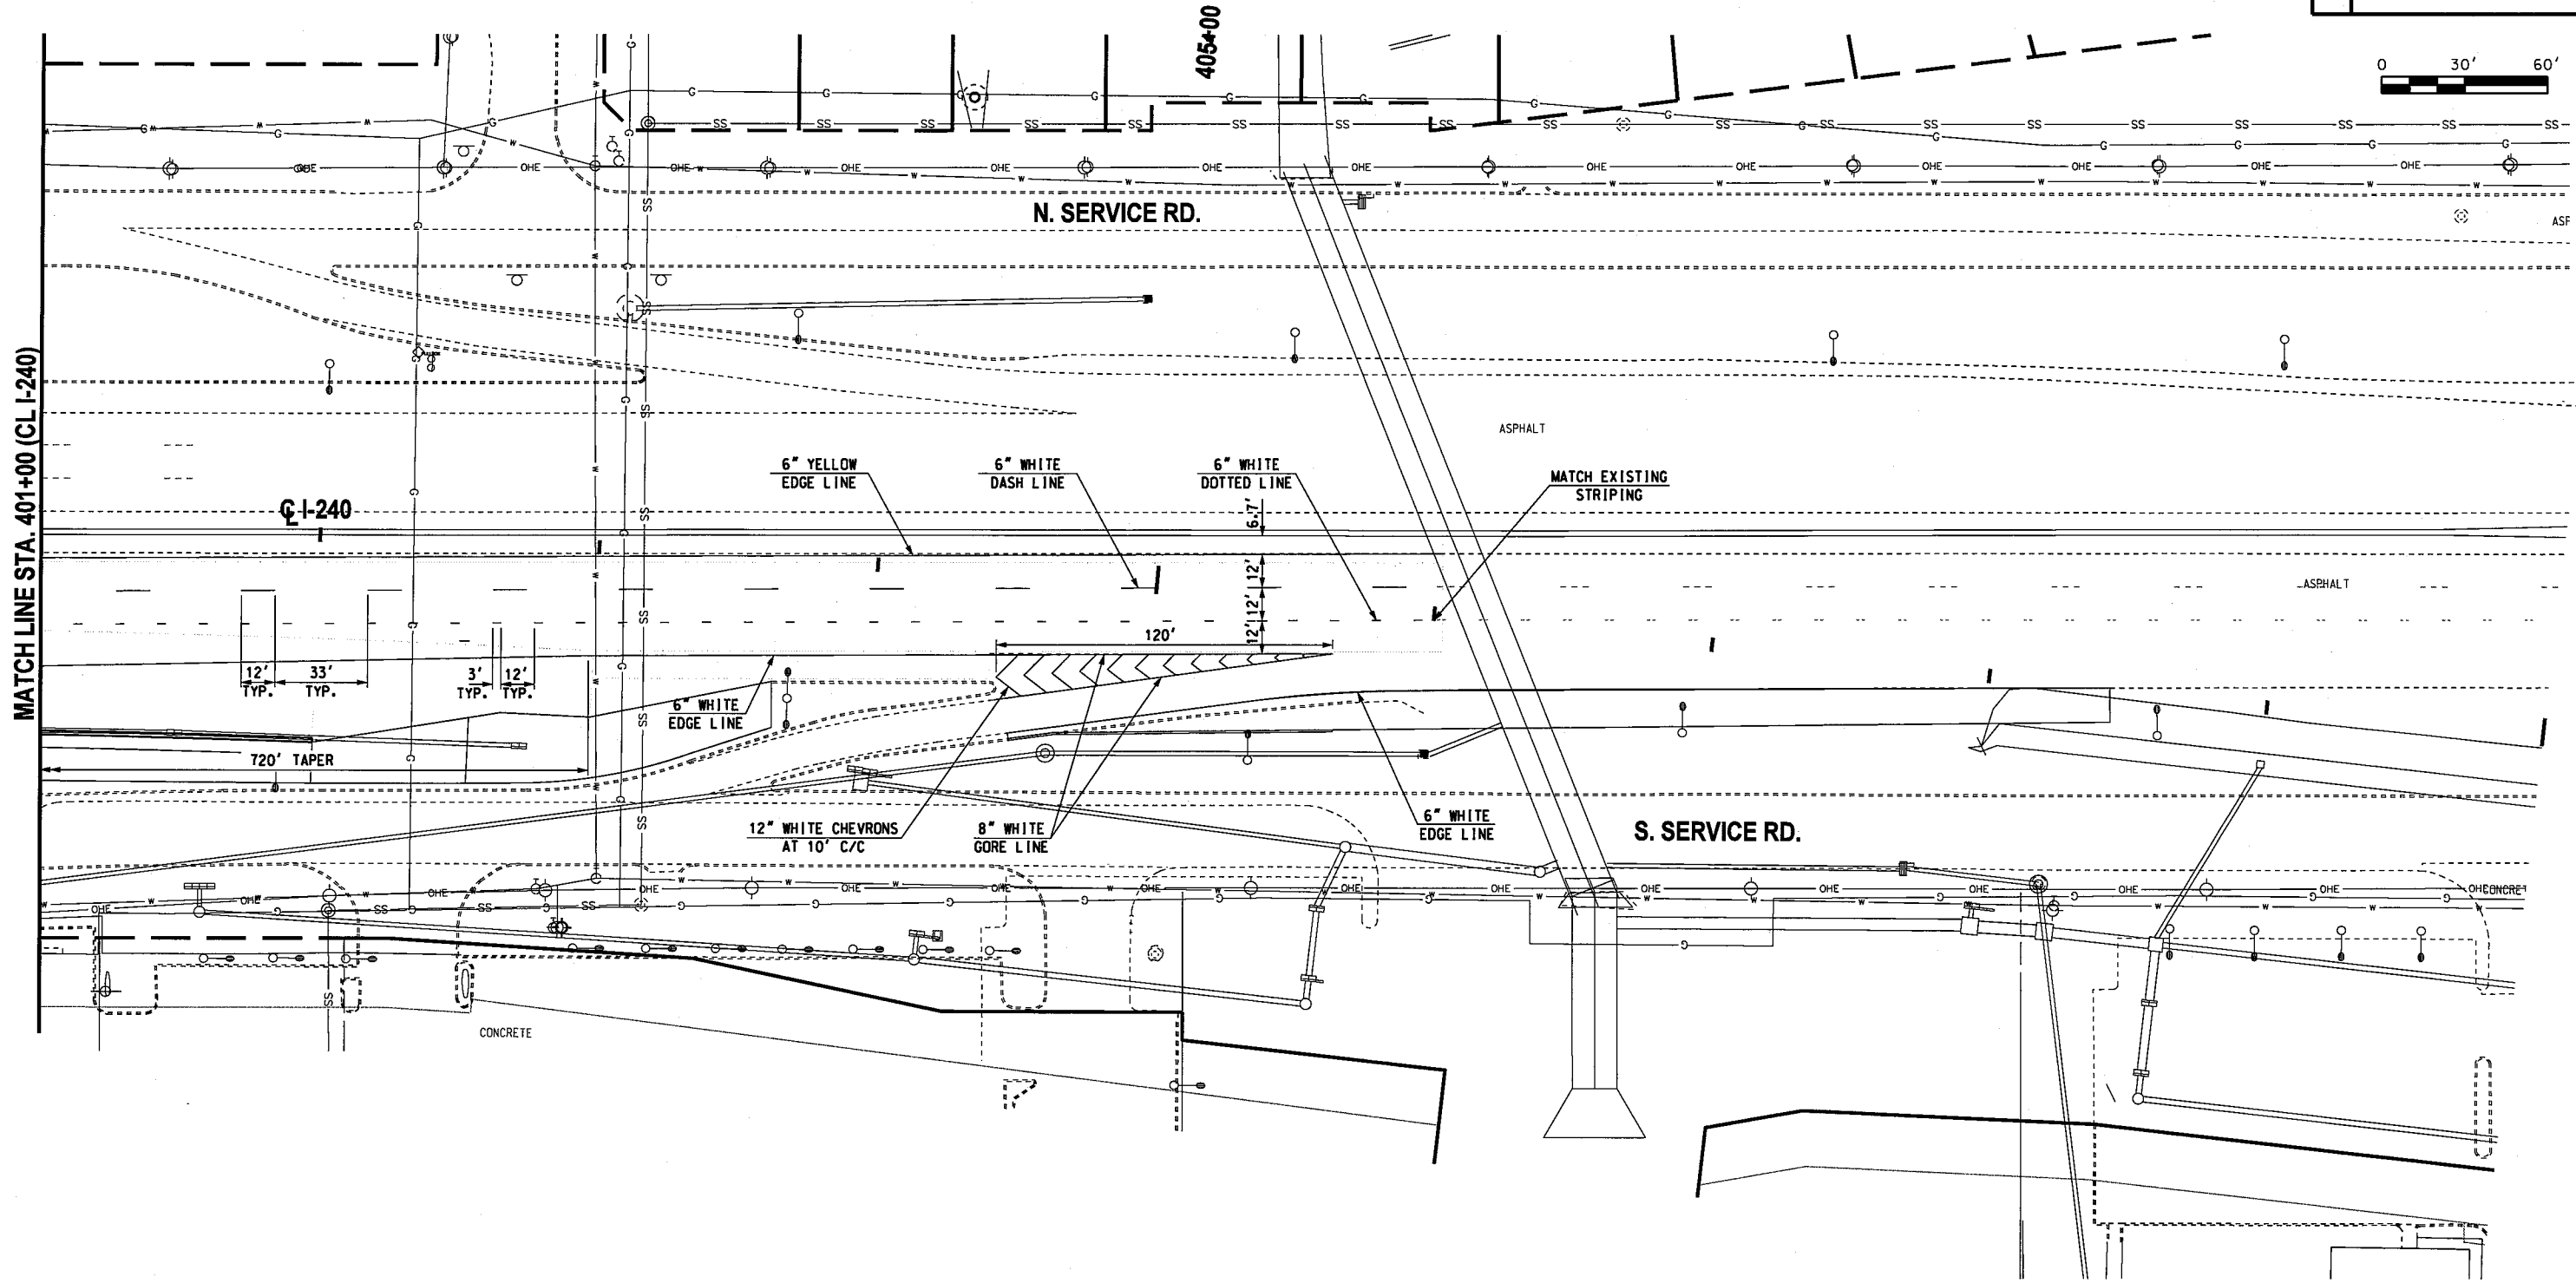 405+00
0 30' 60'
N. SERVICE RD.
ASPHALT
MATCH LINE STA. 401+00 (CL I-240)
CL I-240
6" YELLOW
EDGE LINE
6" WHITE
DASH LINE
6" WHITE
DOTTED LINE
MATCH EXISTING
STRIPING
6.7'
12'
12'
12'
ASPHALT
120'
12'
TYP.
33'
TYP.
3'
TYP.
12'
TYP.
6" WHITE
EDGE LINE
720' TAPER
12" WHITE CHEVRONS
AT 10' C/C
8" WHITE
GORE LINE
6" WHITE
EDGE LINE
S. SERVICE RD.
CONCRETE
CONCRETE